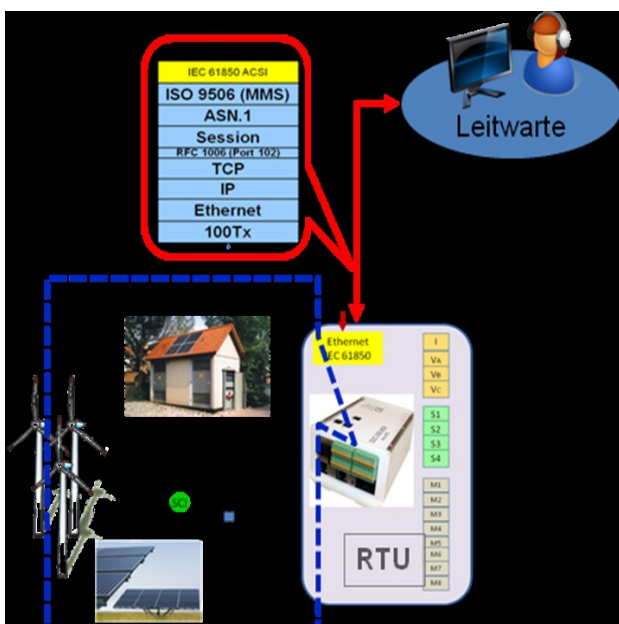 IEC 61850 ACSI
ISO 9506 (MMS)
ASN.1
Session
RFC 1006 (Port 102)
TCP
IP
Ethernet
100Tx
Leitwarte
Ethernet
IEC 61850
I
VA
VB
VC
S1
S2
S3
S4
M1
M2
M3
M4
M5
M6
M7
M8
RTU
SCI